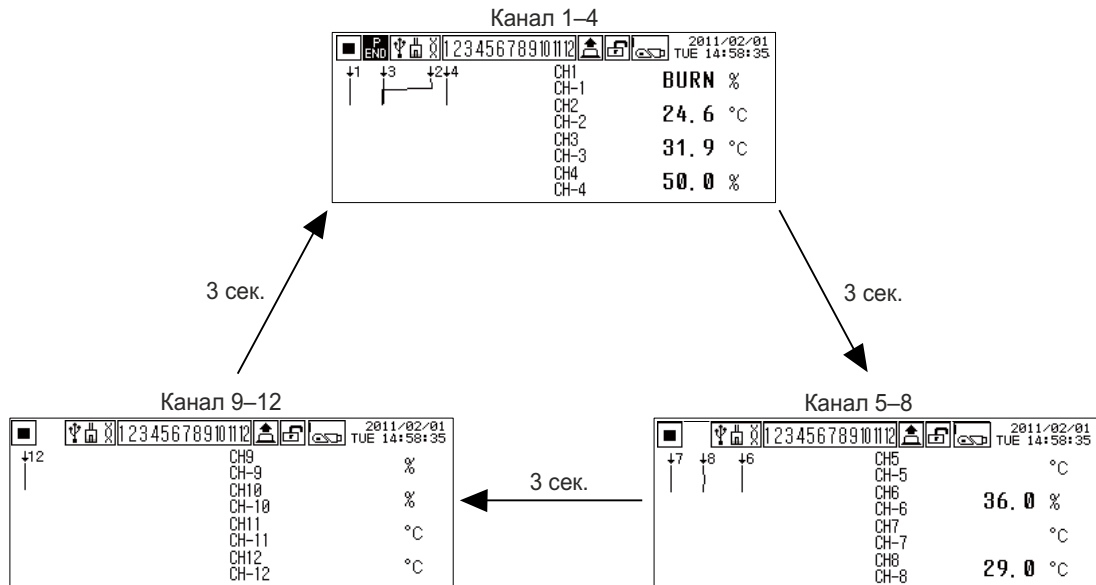 Канал 1–4
P END 1 2 3 4 5 6 7 8 9 10 11 12 2011/02/01
TUE 14:58:35
↓1 ↓3 ↓2↓4
CH1
CH-1 BURN %
CH2
CH-2 24.6 °C
CH3
CH-3 31.9 °C
CH4
CH-4 50.0 %
3 сек.
3 сек.
Канал 9–12
1 2 3 4 5 6 7 8 9 10 11 12 2011/02/01
TUE 14:58:35
↓12
CH9
CH-9 %
CH10
CH-10 %
CH11
CH-11 °C
CH12
CH-12 °C
3 сек.
Канал 5–8
1 2 3 4 5 6 7 8 9 10 11 12 2011/02/01
TUE 14:58:35
↓7 ↓8 ↓6
CH5
CH-5 °C
CH6
CH-6 36.0 %
CH7
CH-7 °C
CH8
CH-8 29.0 °C